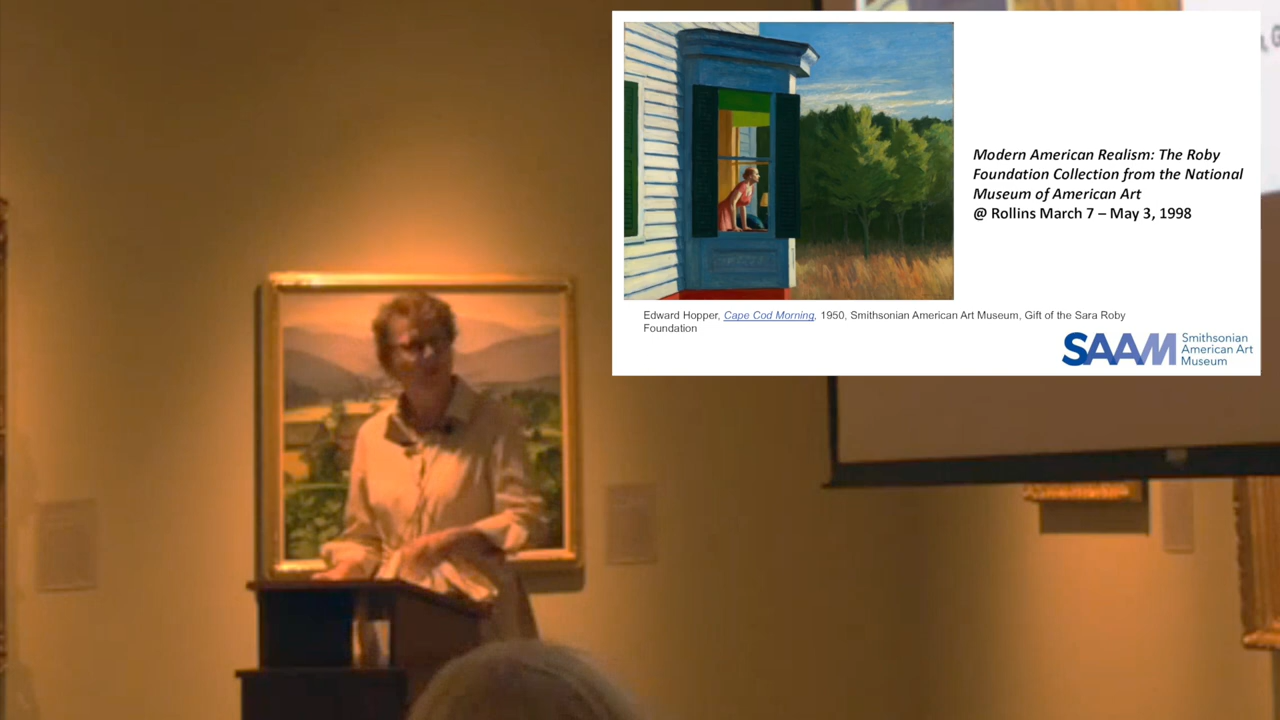 Modern American Realism: The Roby
Foundation Collection from the National
Museum of American Art
@ Rollins March 7 – May 3, 1998
Edward Hopper, Cape Cod Morning, 1950, Smithsonian American Art Museum, Gift of the Sara Roby
Foundation
SAAM
Smithsonian
American Art
Museum